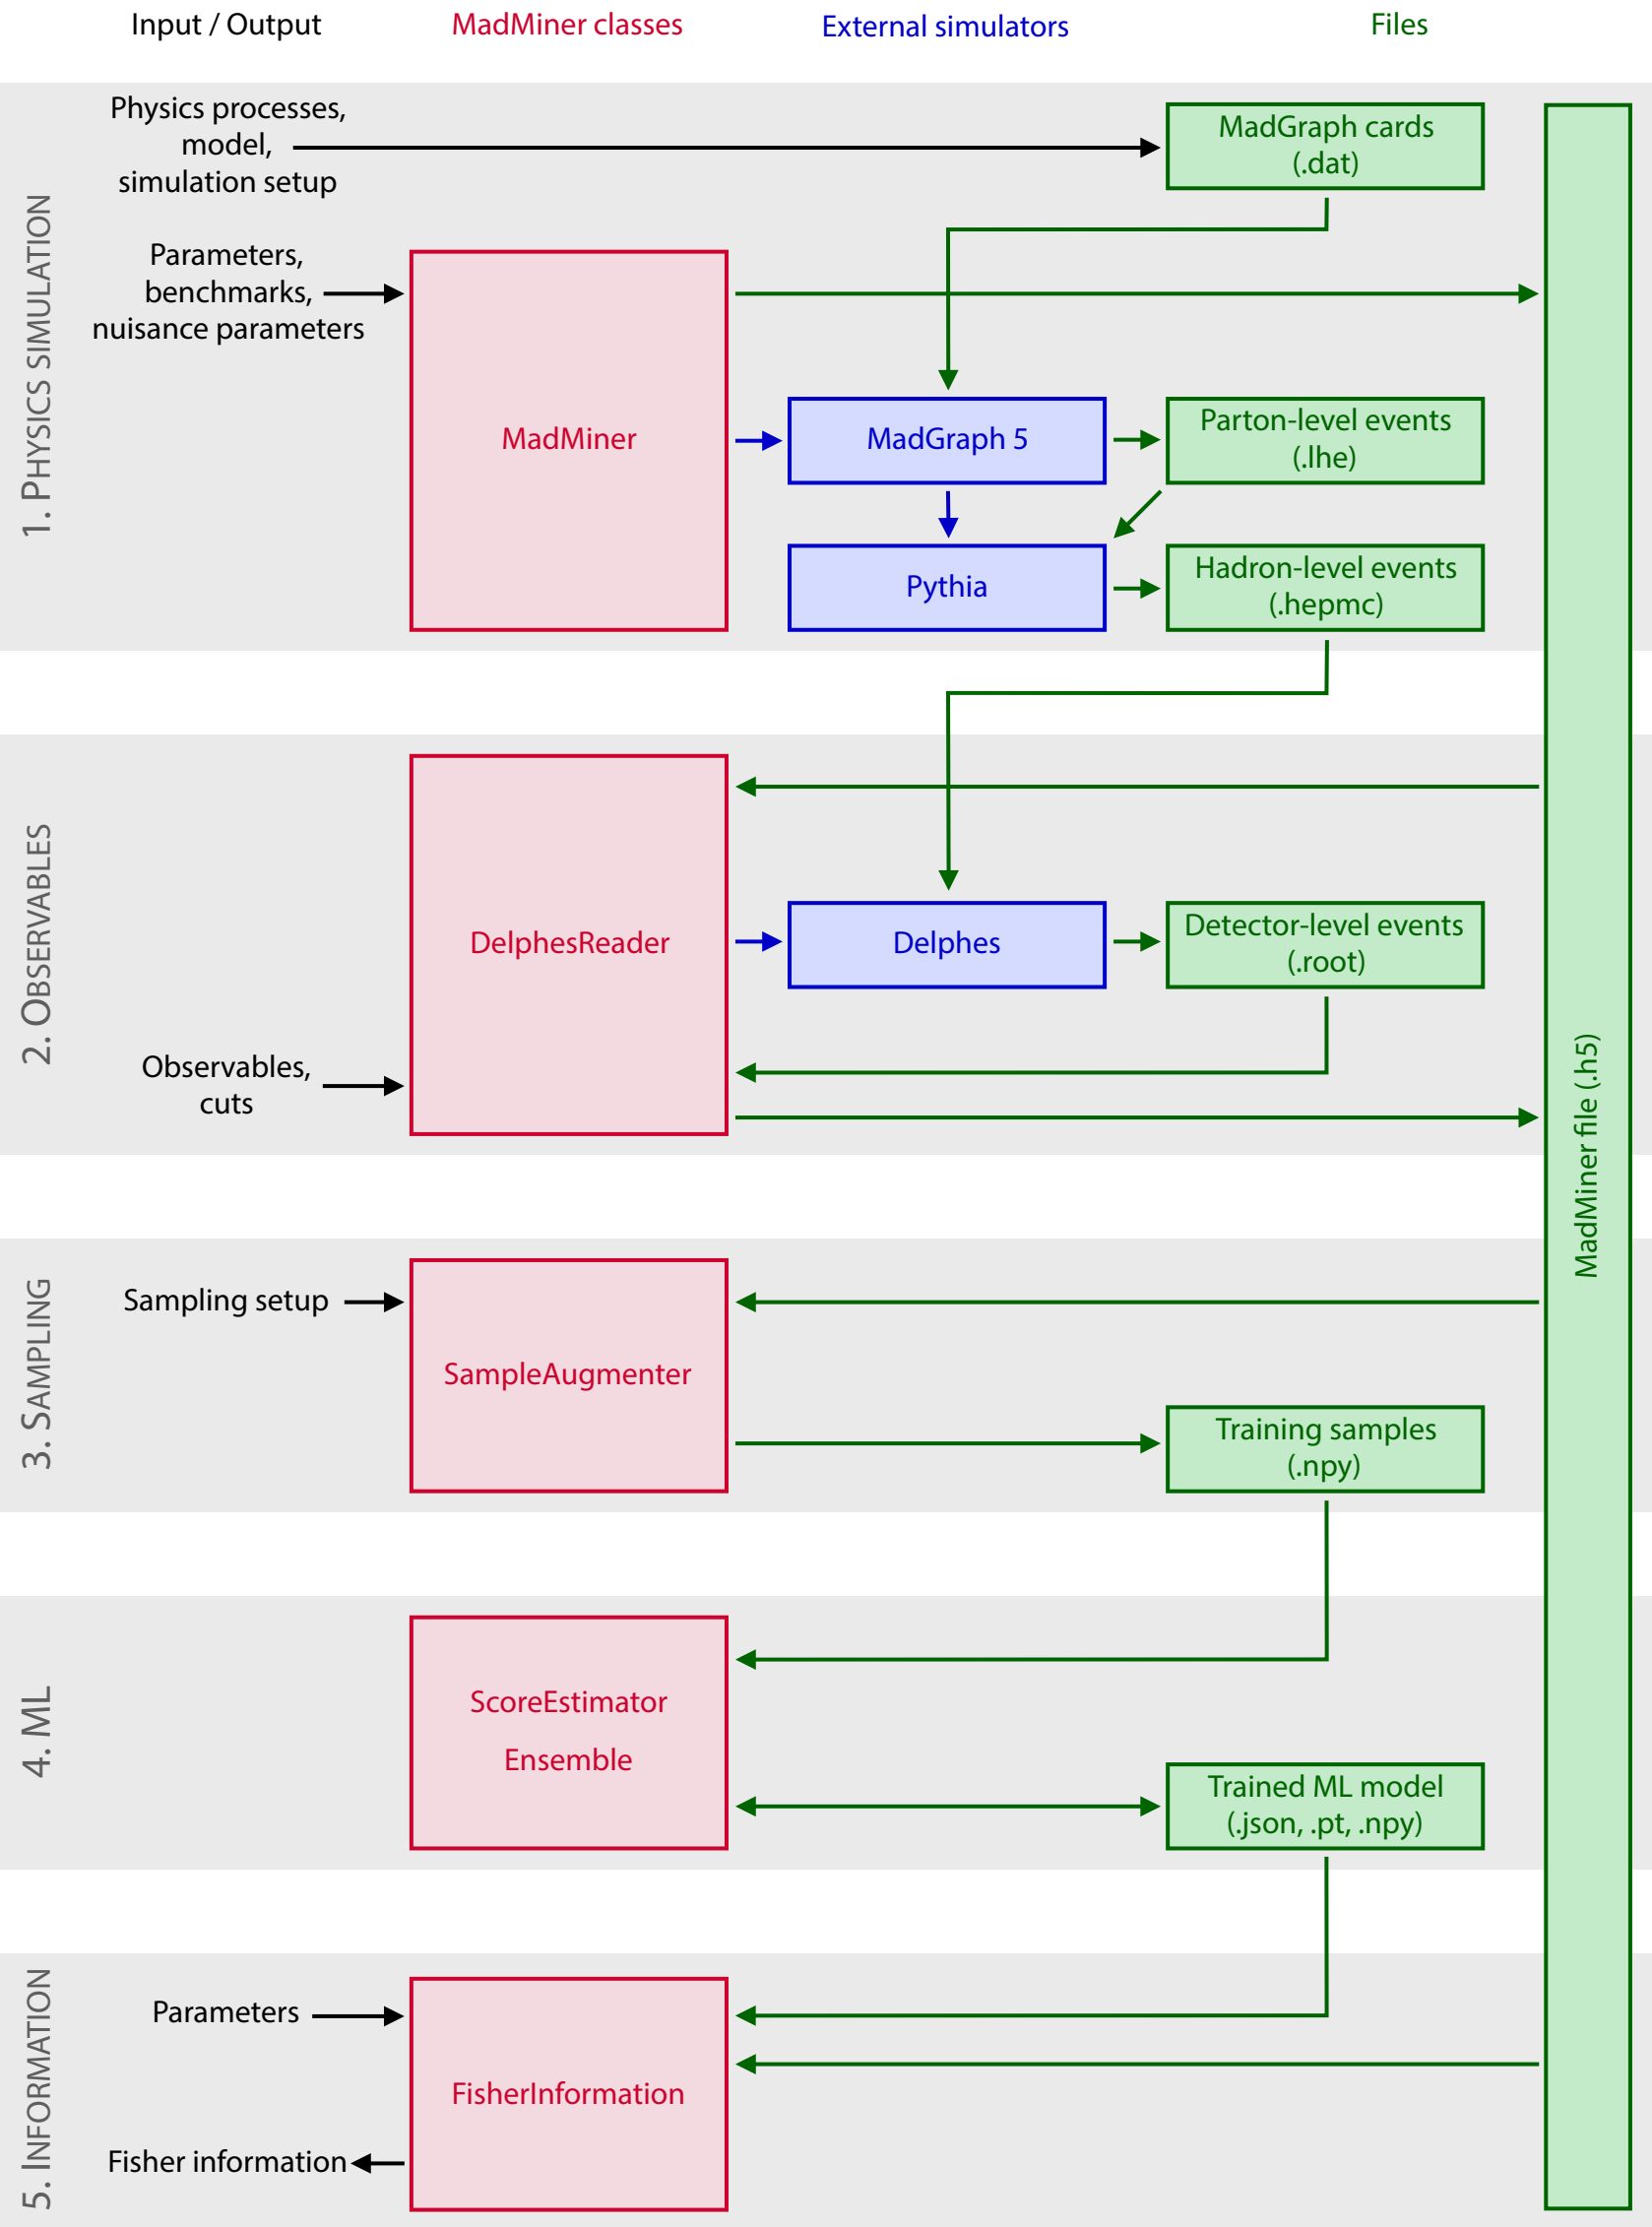 Input / Output
MadMiner classes
External simulators
Files
1. Physics simulation
Physics processes,
model,
simulation setup
MadGraph cards
(.dat)
Parameters,
benchmarks,
nuisance parameters
MadMiner
MadGraph 5
Parton-level events
(.lhe)
Pythia
Hadron-level events
(.hepmc)
2. Observables
DelphesReader
Delphes
Detector-level events
(.root)
Observables,
cuts
MadMiner file (.h5)
3. Sampling
Sampling setup
SampleAugmenter
Training samples
(.npy)
4. ML
ScoreEstimator
Ensemble
Trained ML model
(.json, .pt, .npy)
5. Information
Parameters
FisherInformation
Fisher information